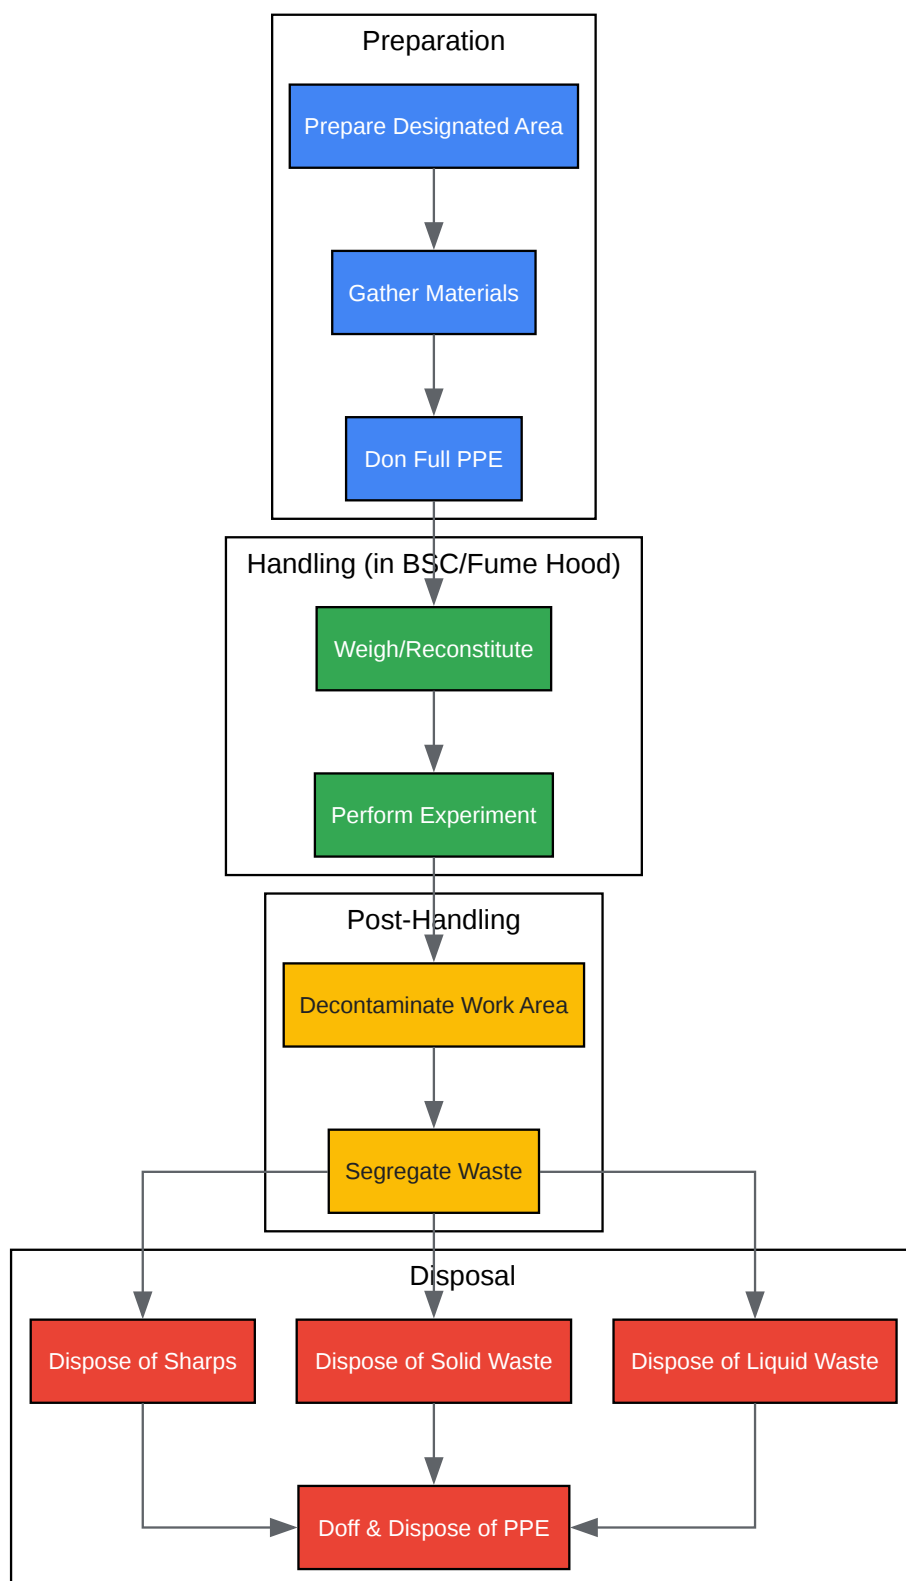 Preparation
Prepare Designated Area
Gather Materials
Don Full PPE
Handling (in BSC/Fume Hood)
Weigh/Reconstitute
Perform Experiment
Post-Handling
Decontaminate Work Area
Segregate Waste
Disposal
Dispose of Sharps
Dispose of Solid Waste
Dispose of Liquid Waste
Doff & Dispose of PPE